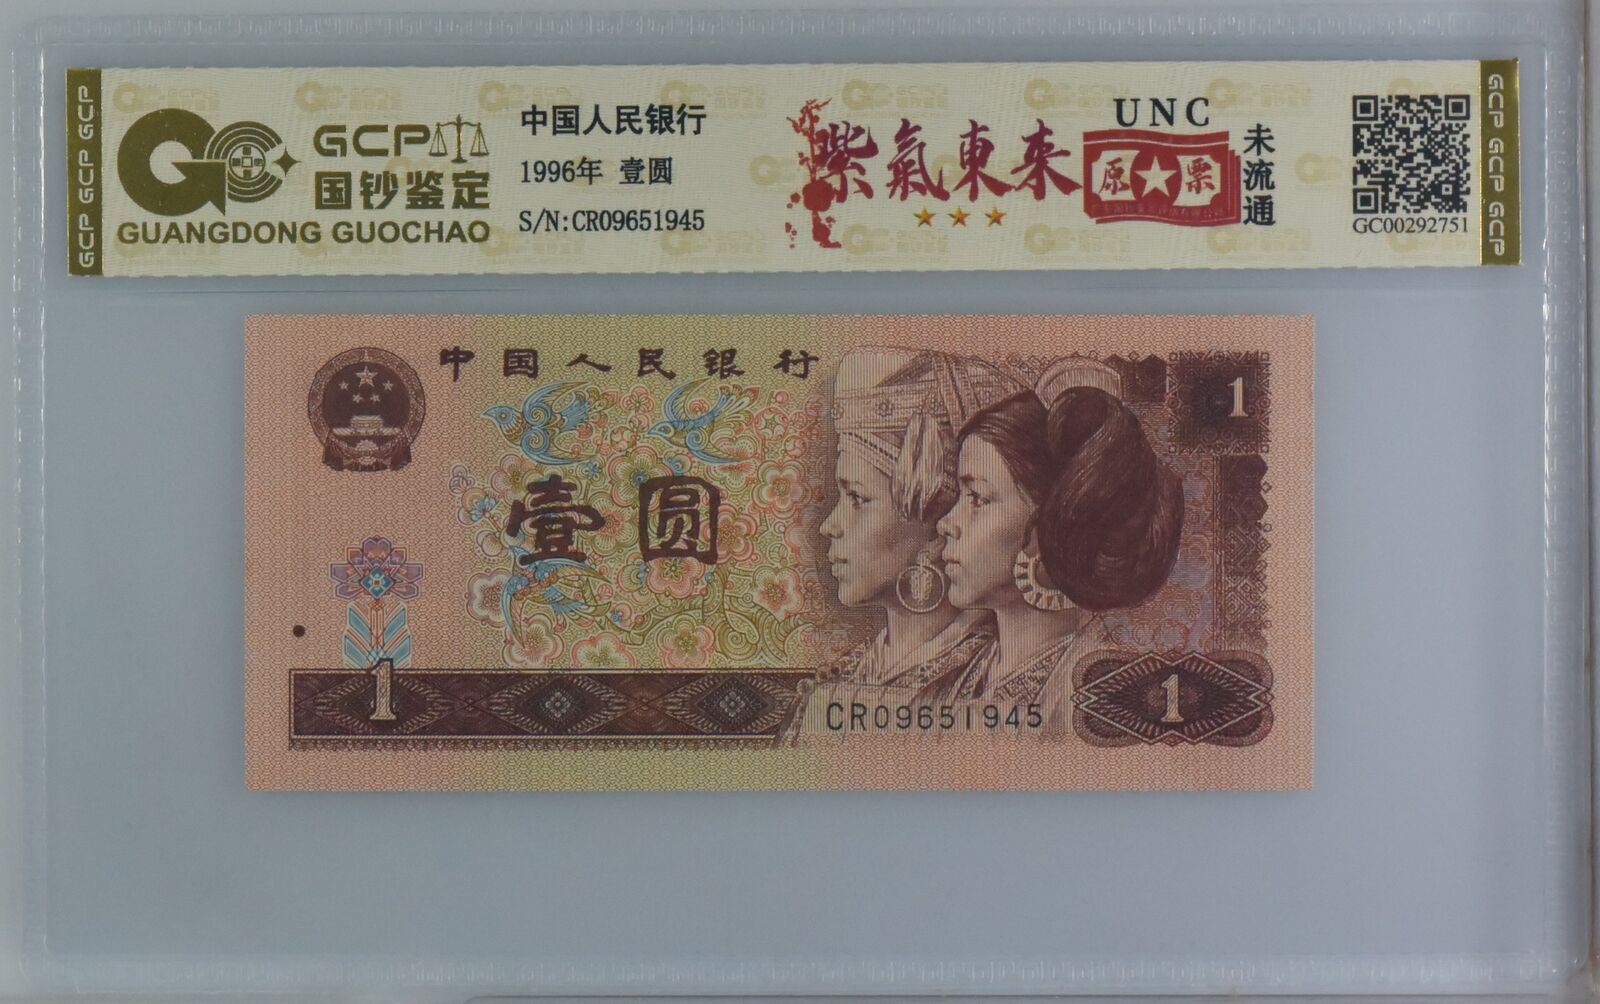 GCP GCP GCP
GCP
国钞鉴定
GUANGDONG GUOCHAO
中国人民银行
1996年 壹圆
S/N:CR09651945
紫氣東来
UNC
原票
未流通
GC00292751
GCP GCP GCP
中国人民银行
1
壹圆
1
CR09651945
1